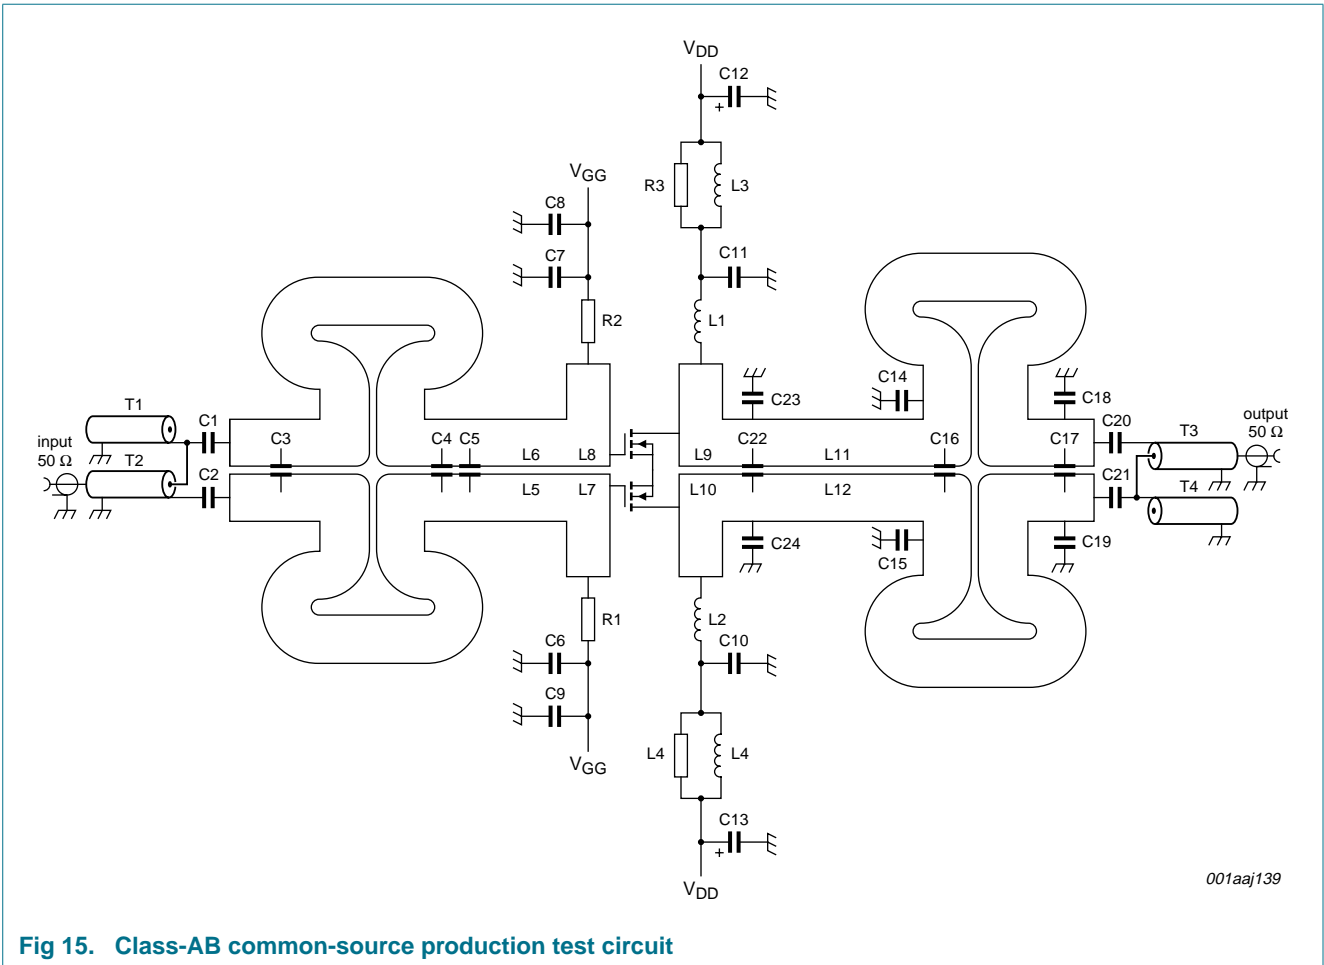 VDD
C12
R3
L3
VGG
C8
C7
C11
R2
L1
C14
C23
C18
T1
C1
C3
C4
C5
L6
L8
L9
C22
L11
C16
C17
C20
T3
output
50 Ω
input
50 Ω
T2
C2
L5
L7
L10
L12
C21
T4
C24
C15
C19
R1
L2
C6
C10
C9
VGG
L4
L4
C13
VDD
+
+
001aaj139
Fig 15. Class-AB common-source production test circuit